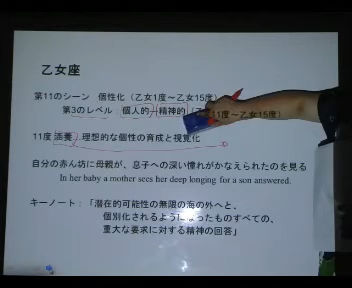 乙女座
第11のシーン 個性化（乙女1度～乙女15度）
第3のレベル 個人的－精神的（乙女11度～乙女15度）
11度 活養 理想的な個性の育成と視覚化
自分の赤ん坊に母親が、息子への深い憧れがかなえられたのを見る
In her baby a mother sees her deep longing for a son answered.
キーノート：「潜在的可能性の無限の海の外へと、
個別化されるようになったものすべての、
重大な要求に対する精神の回答」